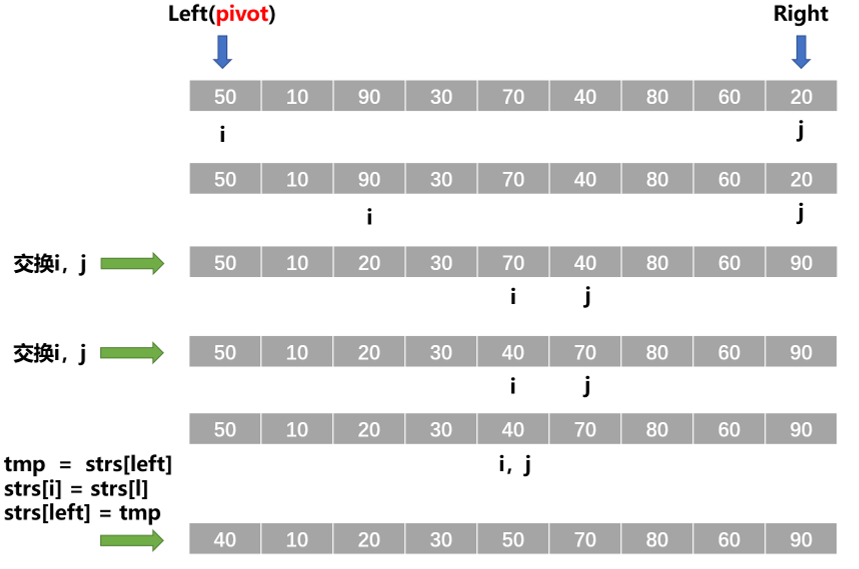 Left(pivot) Right
50 10 90 30 70 40 80 60 20
i j
50 10 90 30 70 40 80 60 20
i j
交换i，j 50 10 20 30 70 40 80 60 90
i j
交换i，j 50 10 20 30 40 70 80 60 90
i j
50 10 20 30 40 70 80 60 90
i，j
tmp = strs[left]
strs[i] = strs[l]
strs[left] = tmp
40 10 20 30 50 70 80 60 90